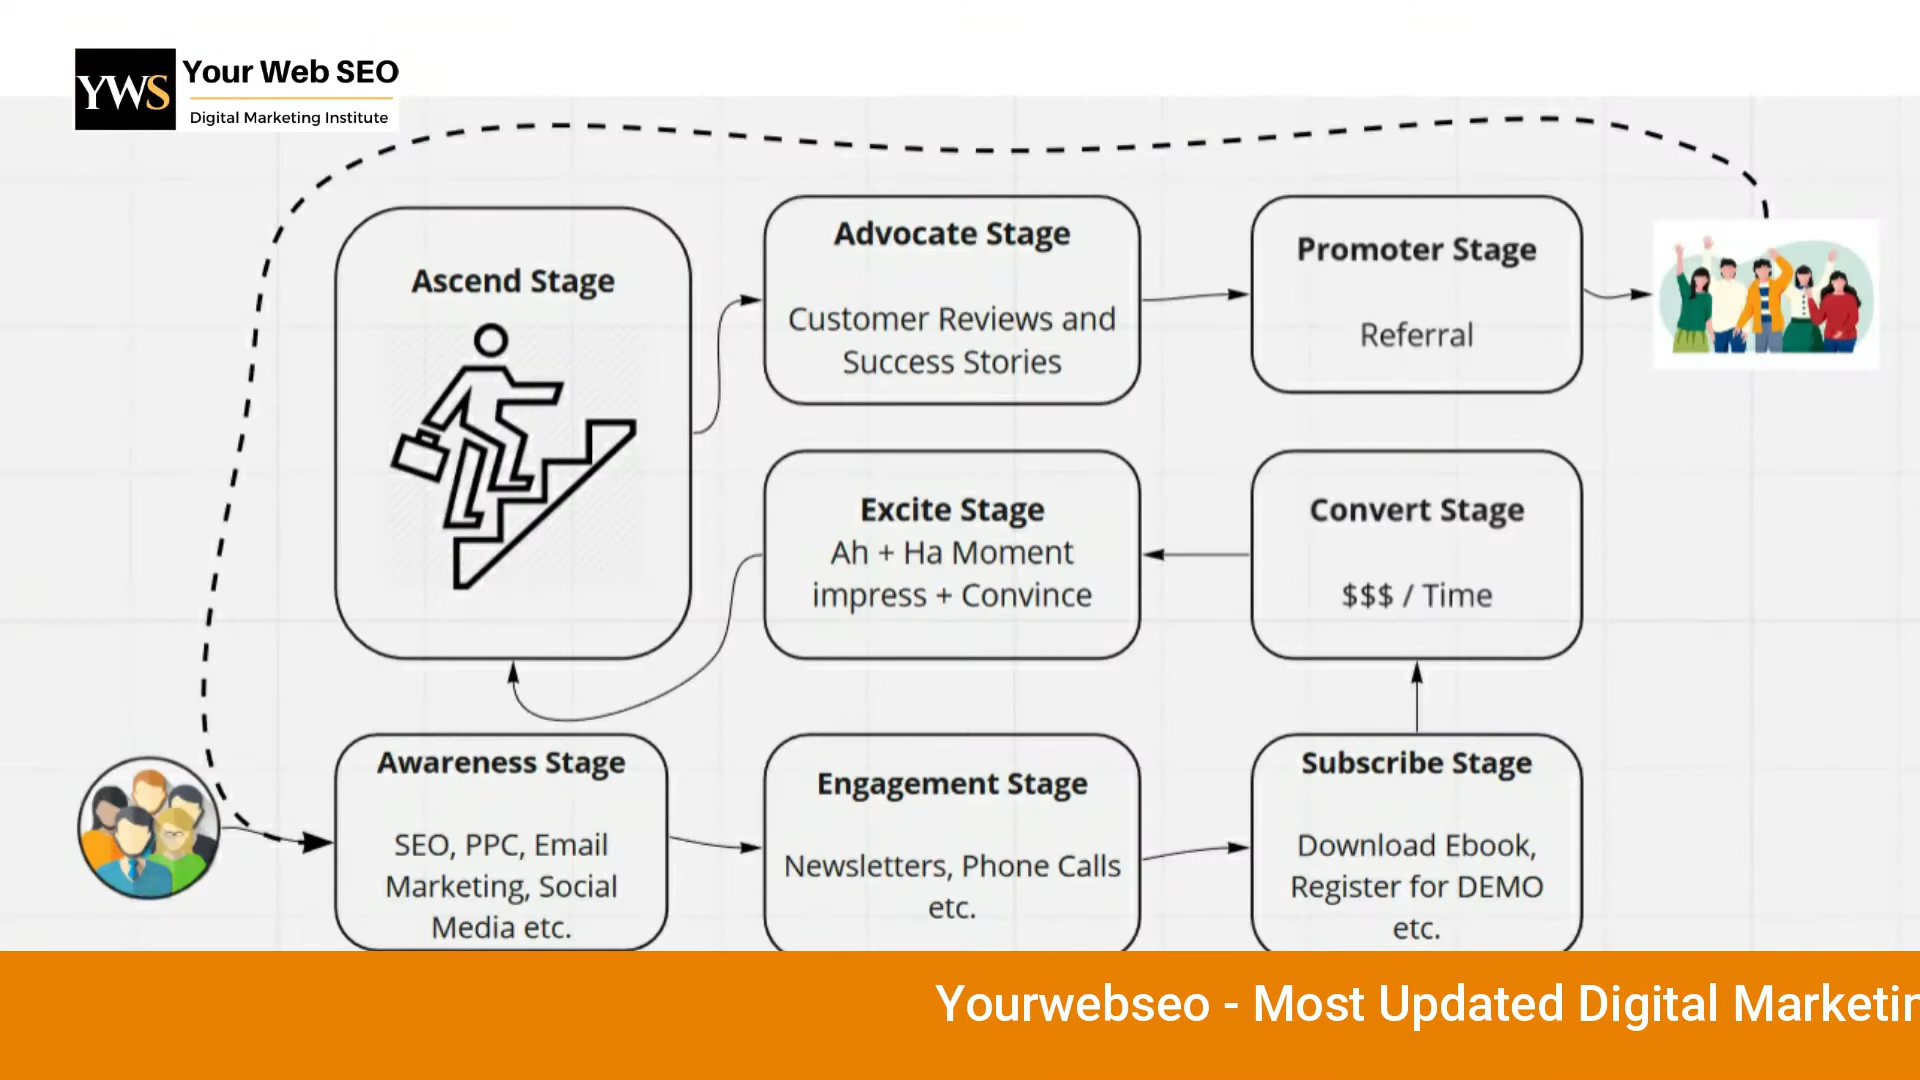 YWS
Your Web SEO
Digital Marketing Institute
Ascend Stage
Advocate Stage
Customer Reviews and
Success Stories
Promoter Stage
Referral
Excite Stage
Ah + Ha Moment
impress + Convince
Convert Stage
$$$ / Time
Awareness Stage
SEO, PPC, Email
Marketing, Social
Media etc.
Engagement Stage
Newsletters, Phone Calls
etc.
Subscribe Stage
Download Ebook,
Register for DEMO
etc.
Yourwebseo - Most Updated Digital Marketin